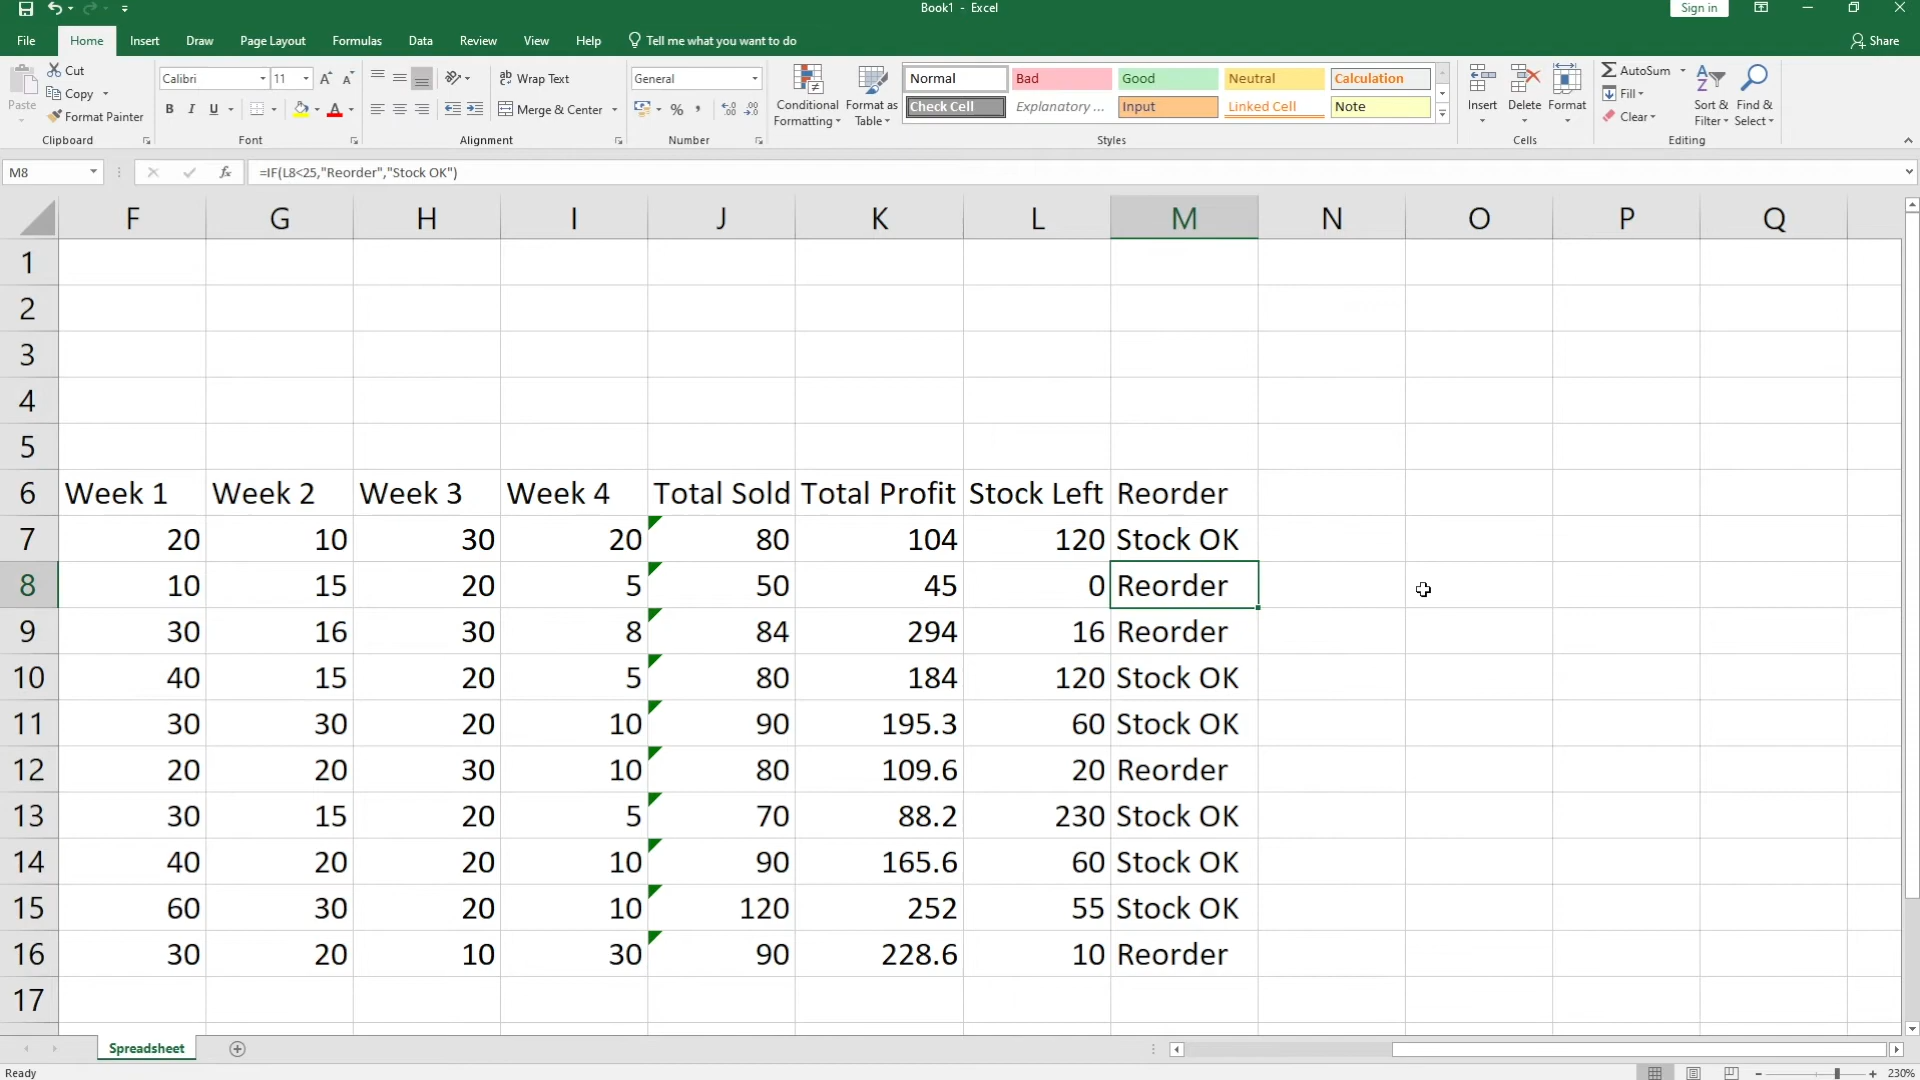 Book1 - Excel
Sign in
File Home Insert Draw Page Layout Formulas Data Review View Help Tell me what you want to do Share
Paste
Cut
Copy
Format Painter
Clipboard
Calibri 11
B I U
Font
Wrap Text
Merge & Center
Alignment
General
Number
Conditional Formatting
Format as Table
Normal Bad Good Neutral Calculation
Check Cell Explanatory ... Input Linked Cell Note
Styles
Insert Delete Format
Cells
AutoSum
Fill
Clear
Sort & Filter
Find & Select
Editing
M8 fx =IF(L8<25,"Reorder","Stock OK")
F G H I J K L M N O P Q
1
2
3
4
5
6 Week 1 Week 2 Week 3 Week 4 Total Sold Total Profit Stock Left Reorder
7 20 10 30 20 80 104 120 Stock OK
8 10 15 20 5 50 45 0 Reorder
9 30 16 30 8 84 294 16 Reorder
10 40 15 20 5 80 184 120 Stock OK
11 30 30 20 10 90 195.3 60 Stock OK
12 20 20 30 10 80 109.6 20 Reorder
13 30 15 20 5 70 88.2 230 Stock OK
14 40 20 20 10 90 165.6 60 Stock OK
15 60 30 20 10 120 252 55 Stock OK
16 30 20 10 30 90 228.6 10 Reorder
17
Spreadsheet
Ready
230%